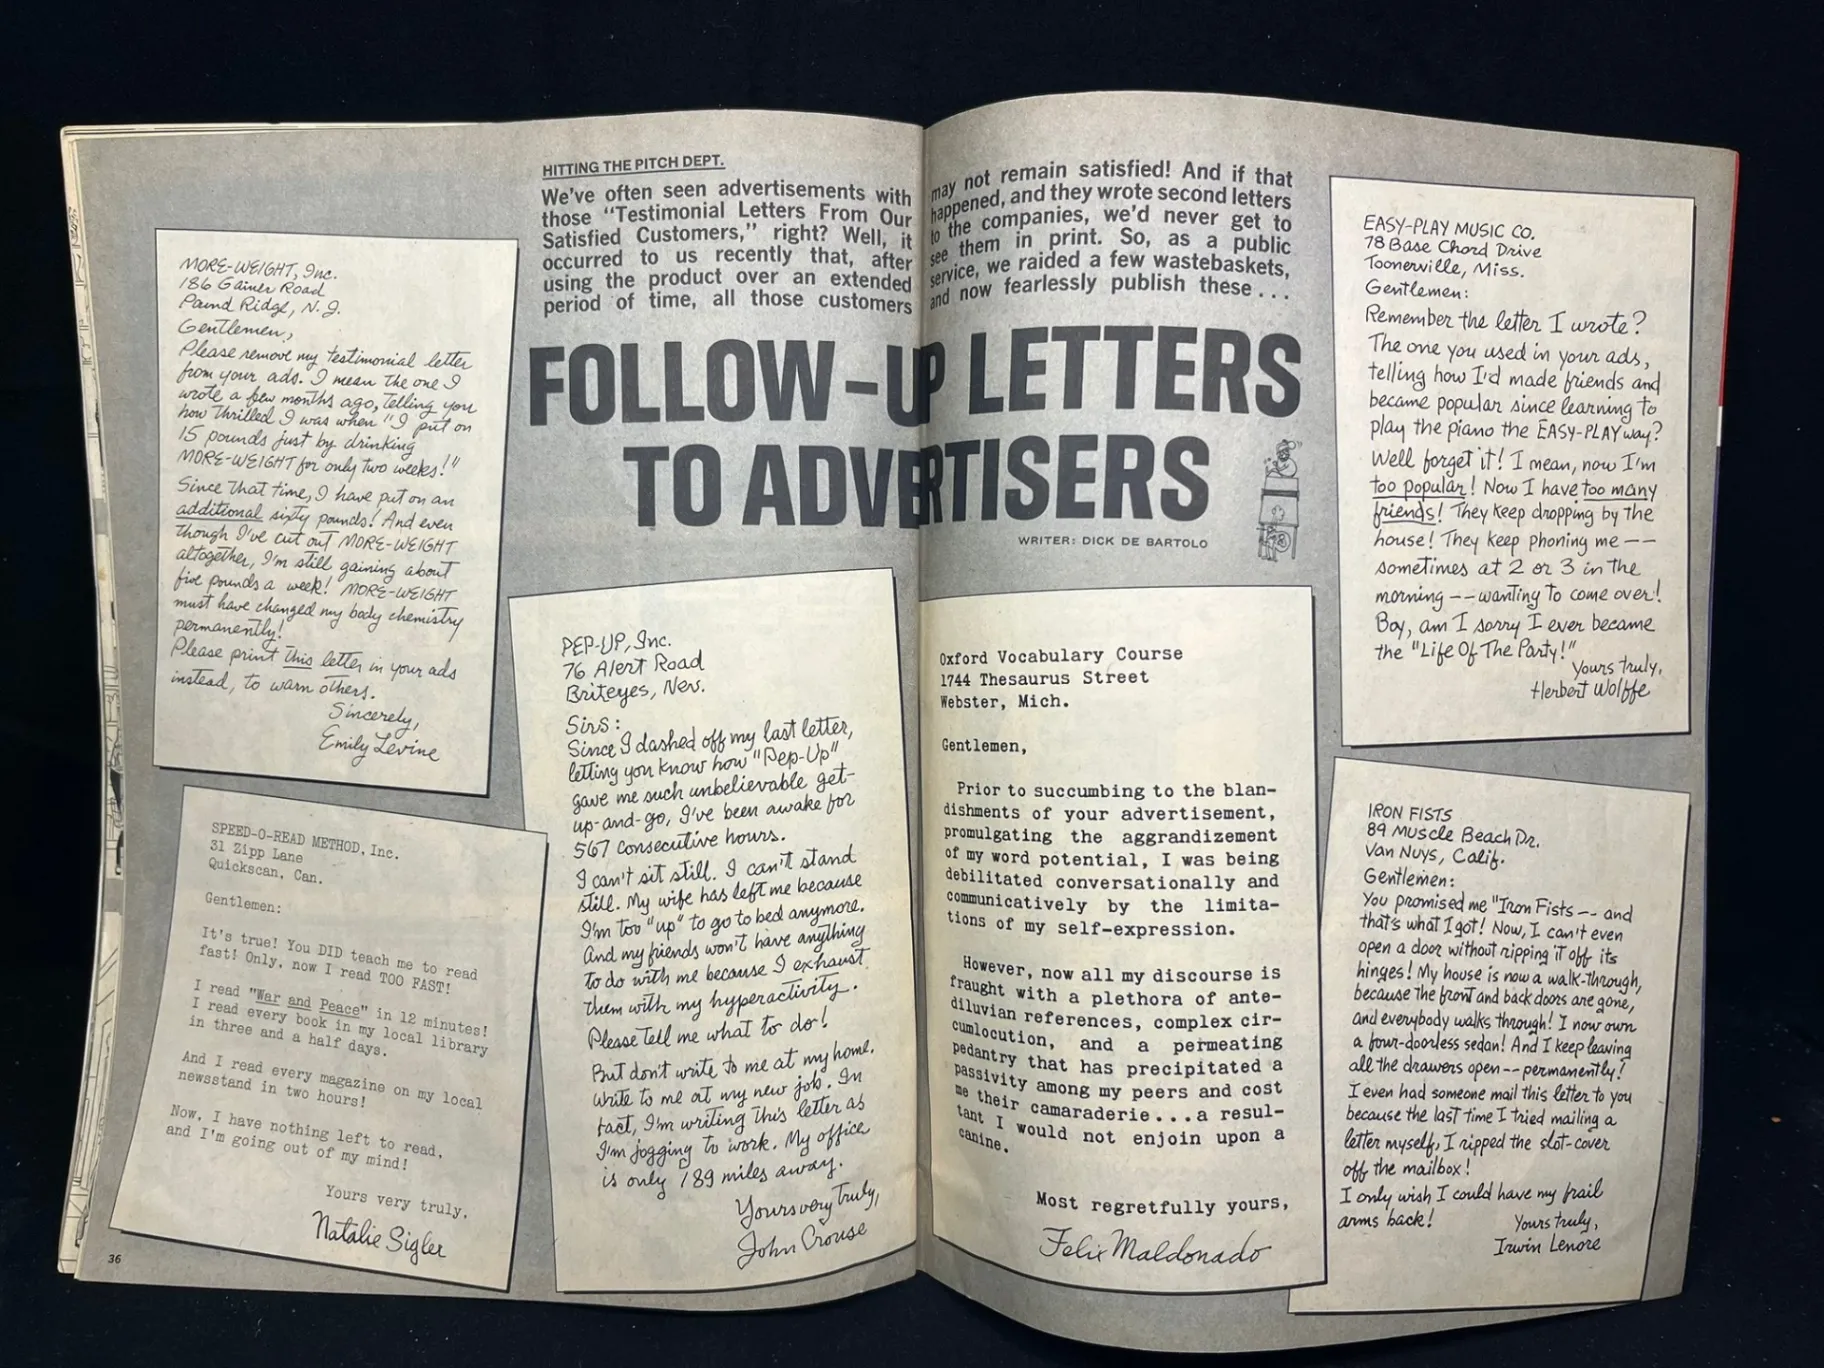 HITTING THE PITCH DEPT.
We've often seen advertisements with
those "Testimonial Letters From Our
Satisfied Customers," right? Well, it
occurred to us recently that, after
using the product over an extended
period of time, all those customers
may not remain satisfied! And if that
happened, and they wrote second letters
to the companies, we'd never get to
see them in print. So, as a public
service, we raided a few wastebaskets,
and now fearlessly publish these...
FOLLOW-UP LETTERS
TO ADVERTISERS
WRITER: DICK DE BARTOLO
MORE-WEIGHT, Inc.
186 Gainer Road
Pound Ridge, N.J.
Gentlemen,
Please remove my testimonial letter
from your ads. I mean the one I
wrote a few months ago, telling you
how thrilled I was when "I put on
15 pounds just by drinking
MORE-WEIGHT for only two weeks!"
Since that time, I have put on an
additional sixty pounds! And even
though I've cut out MORE-WEIGHT
altogether, I'm still gaining about
five pounds a week! MORE-WEIGHT
must have changed my body chemistry
permanently!
Please print this letter in your ads
instead, to warn others.
Sincerely,
Emily Levine
SPEED-O-READ METHOD, Inc.
31 Zipp Lane
Quickscan, Can.
Gentlemen:
It's true! You DID teach me to read
fast! Only, now I read TOO FAST!
I read "War and Peace" in 12 minutes!
I read every book in my local library
in three and a half days.
And I read every magazine on my local
newsstand in two hours!
Now, I have nothing left to read,
and I'm going out of my mind!
Yours very truly,
Natalie Sigler
36
PEP-UP, Inc.
76 Alert Road
Briteyes, Nev.
Sirs:
Since I dashed off my last letter,
letting you know how "Pep-Up"
gave me such unbelievable get-
up-and-go, I've been awake for
567 consecutive hours.
I can't sit still. I can't stand
still. My wife has left me because
I'm too "up" to go to bed anymore.
And my friends won't have anything
to do with me because I exhaust
them with my hyperactivity.
Please tell me what to do!
But don't write to me at my home.
Write to me at my new job. In
fact, I'm writing this letter as
I'm jogging to work. My office
is only 189 miles away.
Yours very truly,
John Crouse
Oxford Vocabulary Course
1744 Thesaurus Street
Webster, Mich.
Gentlemen,
Prior to succumbing to the blan-
dishments of your advertisement,
promulgating the aggrandizement
of my word potential, I was being
debilitated conversationally and
communicatively by the limita-
tions of my self-expression.
However, now all my discourse is
fraught with a plethora of ante-
diluvian references, complex cir-
cumlocution, and a permeating
pedantry that has precipitated a
passivity among my peers and cost
me their camaraderie...a resul-
tant I would not enjoin upon a
canine.
Most regretfully yours,
Felix Maldonado
EASY-PLAY MUSIC CO.
78 Base Chord Drive
Toonerville, Miss.
Gentlemen:
Remember the letter I wrote?
The one you used in your ads,
telling how I'd made friends and
became popular since learning to
play the piano the EASY-PLAY way?
Well forget it! I mean, now I'm
too popular! Now I have too many
friends! They keep dropping by the
house! They keep phoning me --
sometimes at 2 or 3 in the
morning -- wanting to come over!
Boy, am I sorry I ever became
the "Life Of The Party!"
Yours truly,
Herbert Wolffe
IRON FISTS
89 Muscle Beach Dr.
Van Nuys, Calif.
Gentlemen:
You promised me "Iron Fists -- and
that's what I got! Now, I can't even
open a door without ripping it off its
hinges! My house is now a walk-through,
because the front and back doors are gone,
and everybody walks through! I now own
a four-doorless sedan! And I keep leaving
all the drawers open -- permanently!
I even had someone mail this letter to you
because the last time I tried mailing a
letter myself, I ripped the slot-cover
off the mailbox!
I only wish I could have my frail
arms back!
Yours truly,
Irwin Lenore